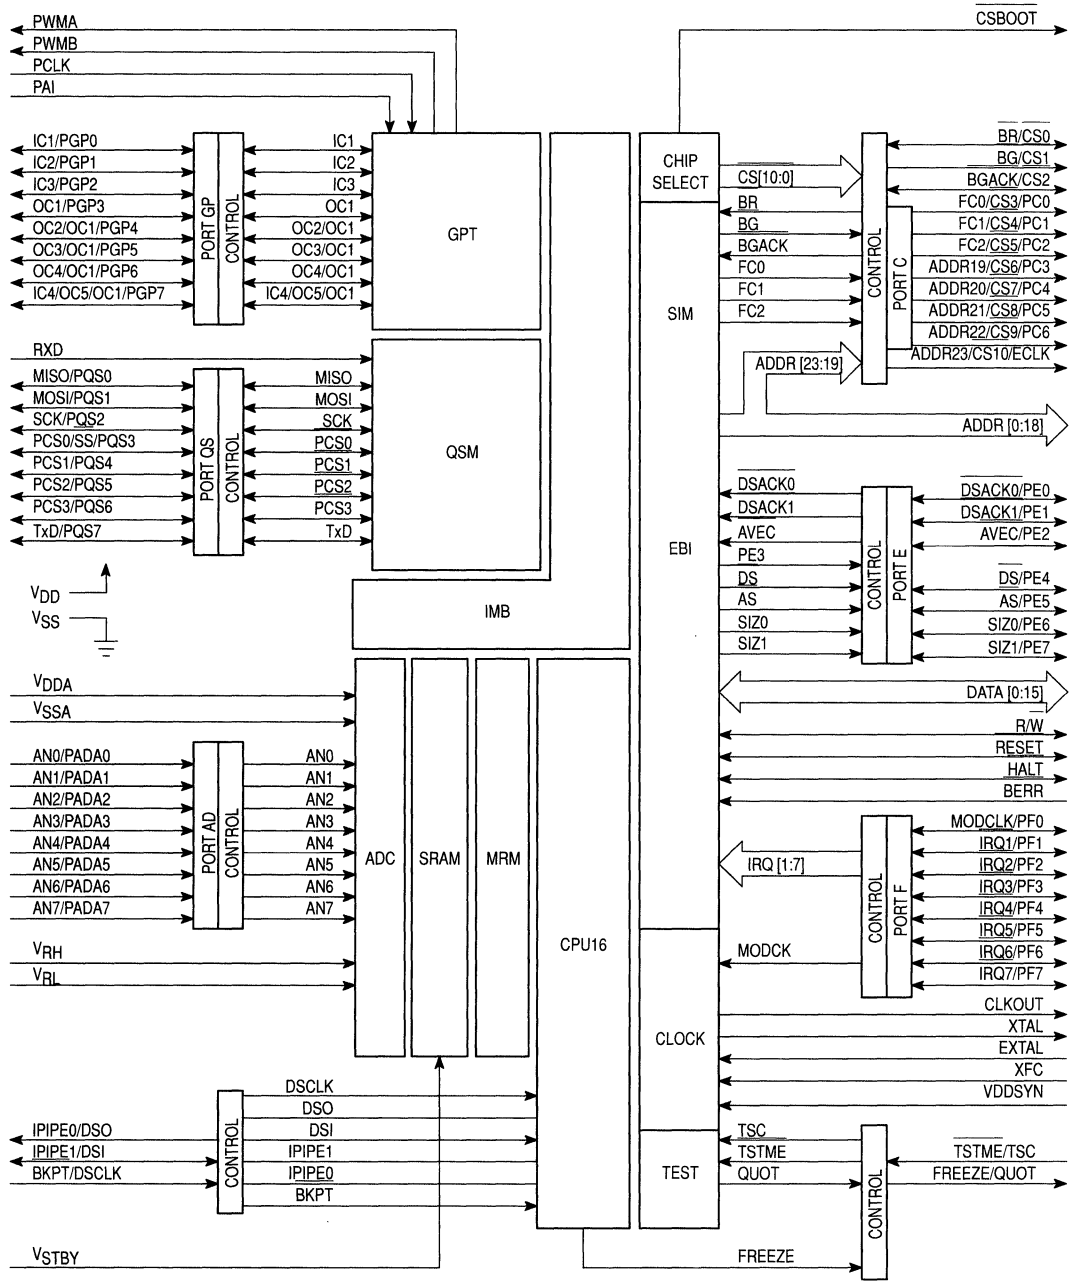 PWMA
PWMB
PCLK
PAI
CSBOOT
IC1/PGP0
IC2/PGP1
IC3/PGP2
OC1/PGP3
OC2/OC1/PGP4
OC3/OC1/PGP5
OC4/OC1/PGP6
IC4/OC5/OC1/PGP7
PORT GP
CONTROL
IC1
IC2
IC3
OC1
OC2/OC1
OC3/OC1
OC4/OC1
IC4/OC5/OC1
GPT
RXD
MISO/PQS0
MOSI/PQS1
SCK/PQS2
PCS0/SS/PQS3
PCS1/PQS4
PCS2/PQS5
PCS3/PQS6
TxD/PQS7
PORT QS
CONTROL
MISO
MOSI
SCK
PCS0
PCS1
PCS2
PCS3
TxD
QSM
VDD
VSS
IMB
VDDA
VSSA
AN0/PADA0
AN1/PADA1
AN2/PADA2
AN3/PADA3
AN4/PADA4
AN5/PADA5
AN6/PADA6
AN7/PADA7
PORT AD
CONTROL
AN0
AN1
AN2
AN3
AN4
AN5
AN6
AN7
VRH
VRL
ADC
SRAM
MRM
CPU16
IPIPE0/DSO
IPIPE1/DSI
BKPT/DSCLK
CONTROL
DSCLK
DSO
DSI
IPIPE1
IPIPE0
BKPT
VSTBY
CHIP
SELECT
SIM
EBI
CLOCK
TEST
CS[10:0]
BR
BG
BGACK
FC0
FC1
FC2
ADDR [23:19]
CONTROL
PORT C
BR/CS0
BG/CS1
BGACK/CS2
FC0/CS3/PC0
FC1/CS4/PC1
FC2/CS5/PC2
ADDR19/CS6/PC3
ADDR20/CS7/PC4
ADDR21/CS8/PC5
ADDR22/CS9/PC6
ADDR23/CS10/ECLK
ADDR [0:18]
DSACK0
DSACK1
AVEC
PE3
DS
AS
SIZ0
SIZ1
CONTROL
PORT E
DSACK0/PE0
DSACK1/PE1
AVEC/PE2
DS/PE4
AS/PE5
SIZ0/PE6
SIZ1/PE7
DATA [0:15]
R/W
RESET
HALT
BERR
IRQ [1:7]
MODCK
CONTROL
PORT F
MODCLK/PF0
IRQ1/PF1
IRQ2/PF2
IRQ3/PF3
IRQ4/PF4
IRQ5/PF5
IRQ6/PF6
IRQ7/PF7
CLKOUT
XTAL
EXTAL
XFC
VDDSYN
TSC
TSTME
QUOT
FREEZE
CONTROL
TSTME/TSC
FREEZE/QUOT